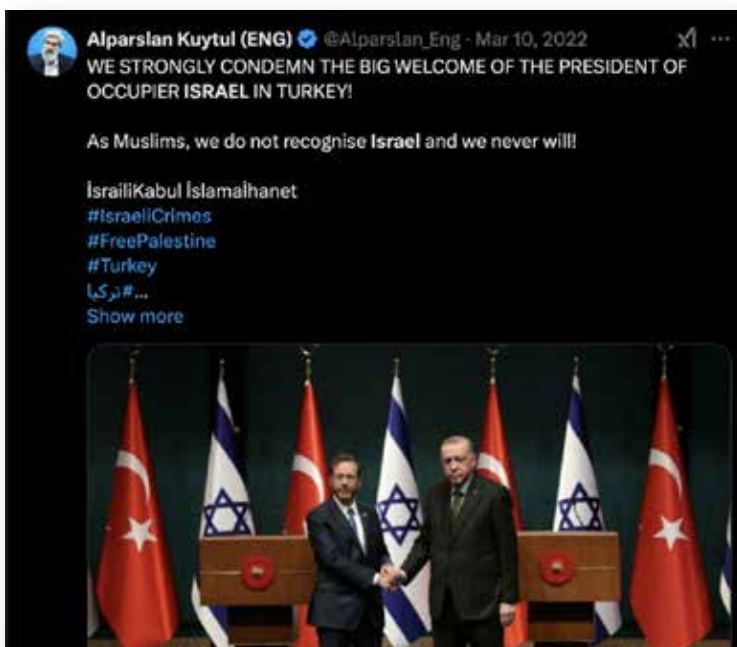 Alparslan Kuytul (ENG) @Alparslan_Eng · Mar 10, 2022
WE STRONGLY CONDEMN THE BIG WELCOME OF THE PRESIDENT OF
OCCUPIER ISRAEL IN TURKEY!
As Muslims, we do not recognise Israel and we never will!
İsrailiKabul İslamaİhanet
#IsraeliCrimes
#FreePalestine
#Turkey
#تركيا...
Show more